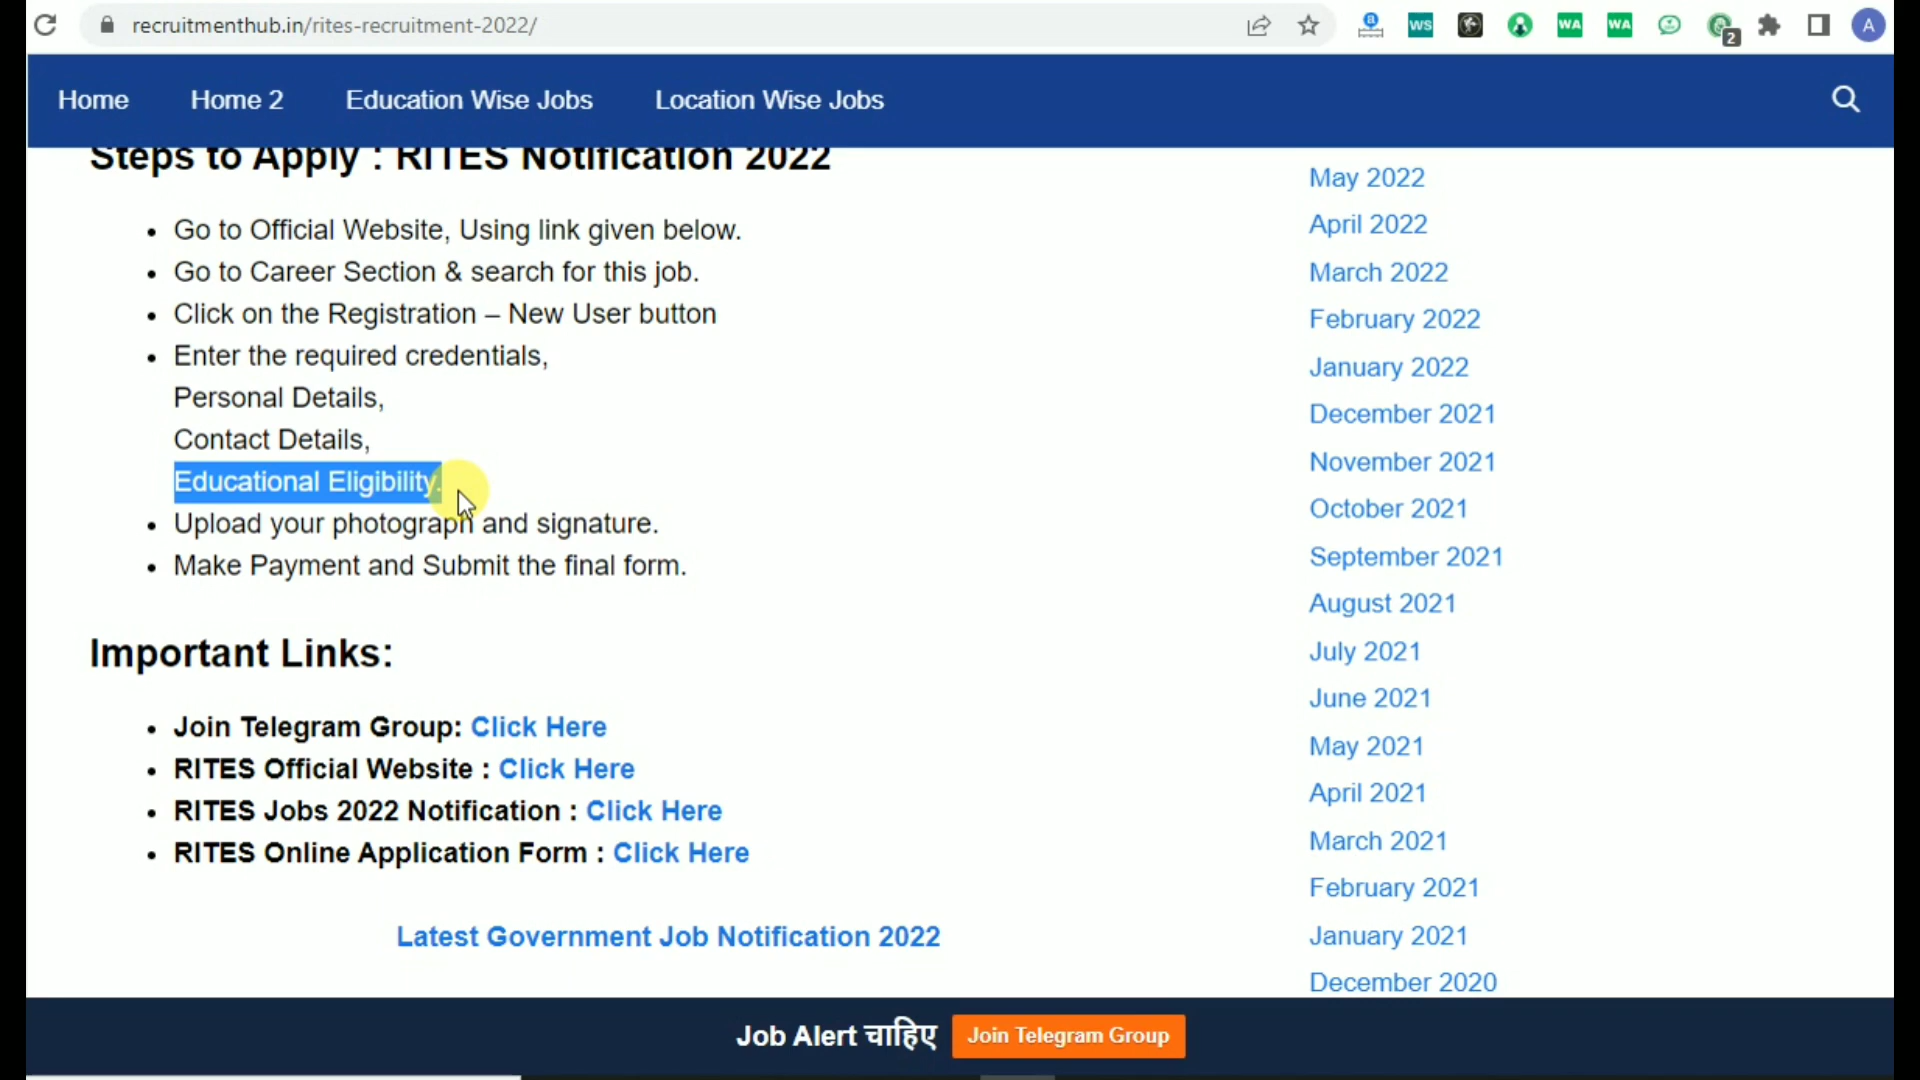 recruitmenthub.in/rites-recruitment-2022/
a
WS
WA
WA
2
A
Home
Home 2
Education Wise Jobs
Location Wise Jobs
Steps to Apply : RITES Notification 2022
Go to Official Website, Using link given below.
Go to Career Section & search for this job.
Click on the Registration – New User button
Enter the required credentials,
Personal Details,
Contact Details,
Educational Eligibility.
Upload your photograph and signature.
Make Payment and Submit the final form.
Important Links:
Join Telegram Group: Click Here
RITES Official Website : Click Here
RITES Jobs 2022 Notification : Click Here
RITES Online Application Form : Click Here
Latest Government Job Notification 2022
May 2022
April 2022
March 2022
February 2022
January 2022
December 2021
November 2021
October 2021
September 2021
August 2021
July 2021
June 2021
May 2021
April 2021
March 2021
February 2021
January 2021
December 2020
Job Alert चाहिए
Join Telegram Group